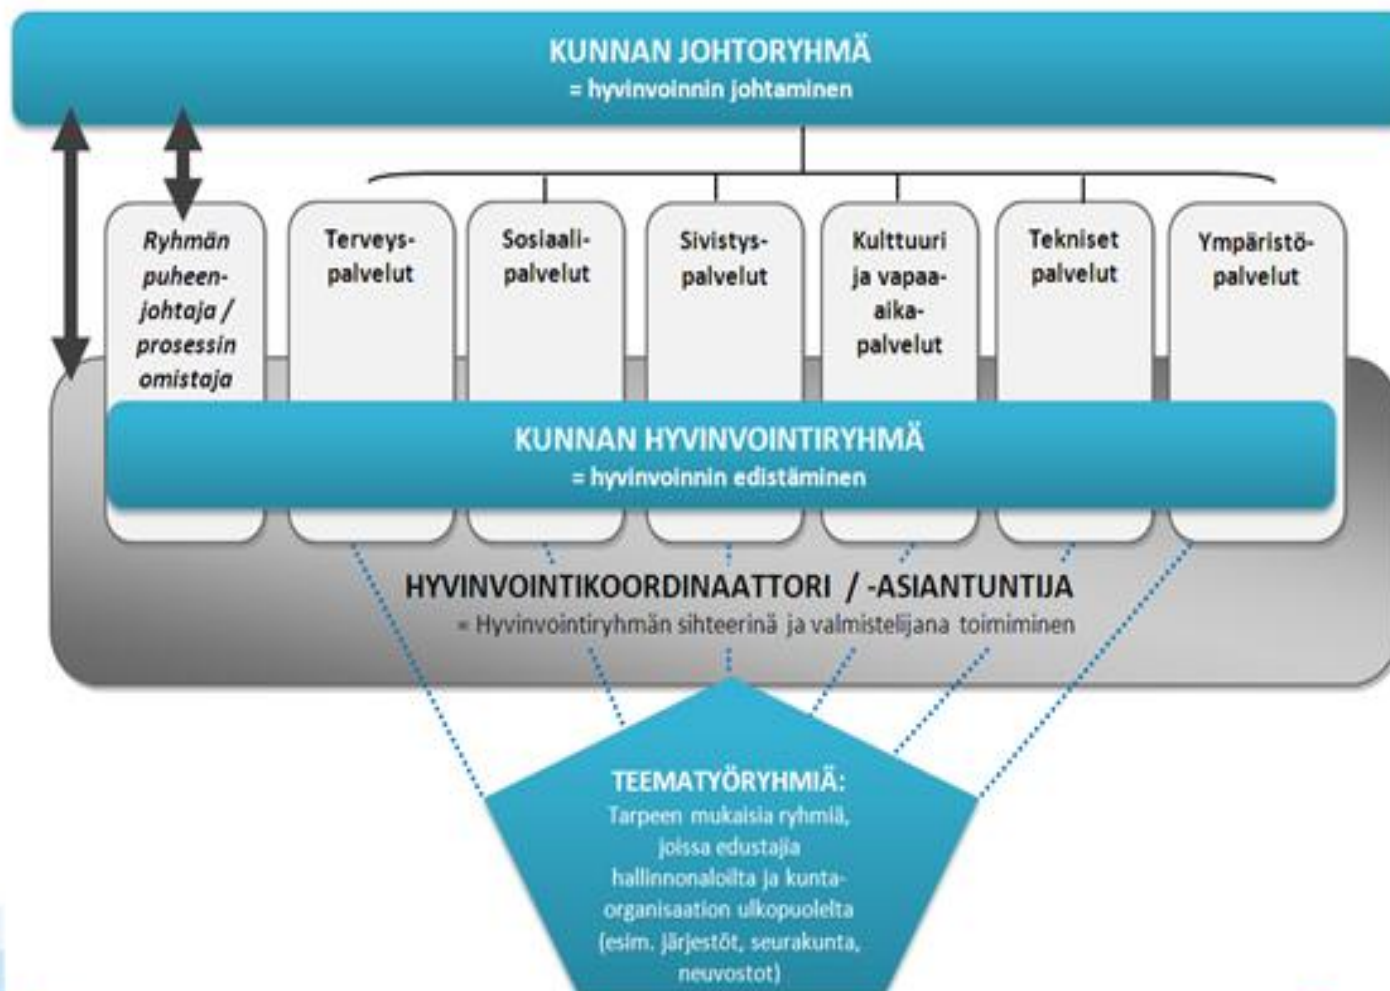 KUNNAN JOHTORYHMÄ
= hyvinvoinnin johtaminen
Ryhmän
puheen-
johtaja /
prosessin
omistaja
Terveys-
palvelut
Sosiaali-
palvelut
Sivistys-
palvelut
Kulttuuri
ja vapaa-
aika-
palvelut
Tekniset
palvelut
Ympäristö-
palvelut
KUNNAN HYVINVOINTIRYHMÄ
= hyvinvoinnin edistäminen
HYVINVOINTIKOORDINAATTORI / -ASIANTUNTIJA
= Hyvinvointiryhmän sihteerinä ja valmistelijana toimiminen
TEEMATYÖRYHMIÄ:
Tarpeen mukaisia ryhmiä,
joissa edustajia
hallinnonaloilta ja kunta-
organisaation ulkopuolelta
(esim. järjestöt, seurakunta,
neuvostot)